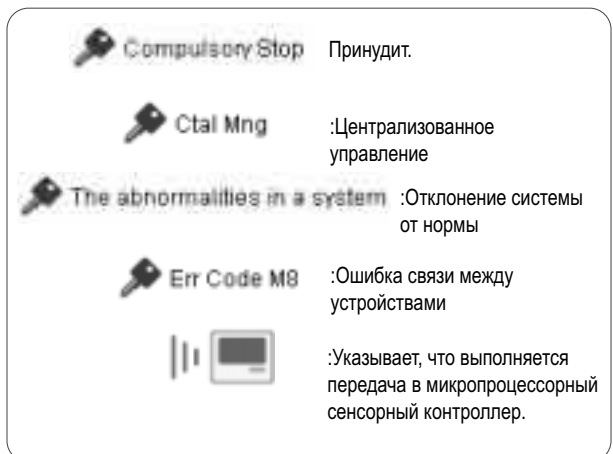 Compulsory Stop Принудит.
Ctal Mng :Централизованное
управление
The abnormalities in a system :Отклонение системы
от нормы
Err Code M8 :Ошибка связи между
устройствами
:Указывает, что выполняется
передача в микропроцессорный
сенсорный контроллер.